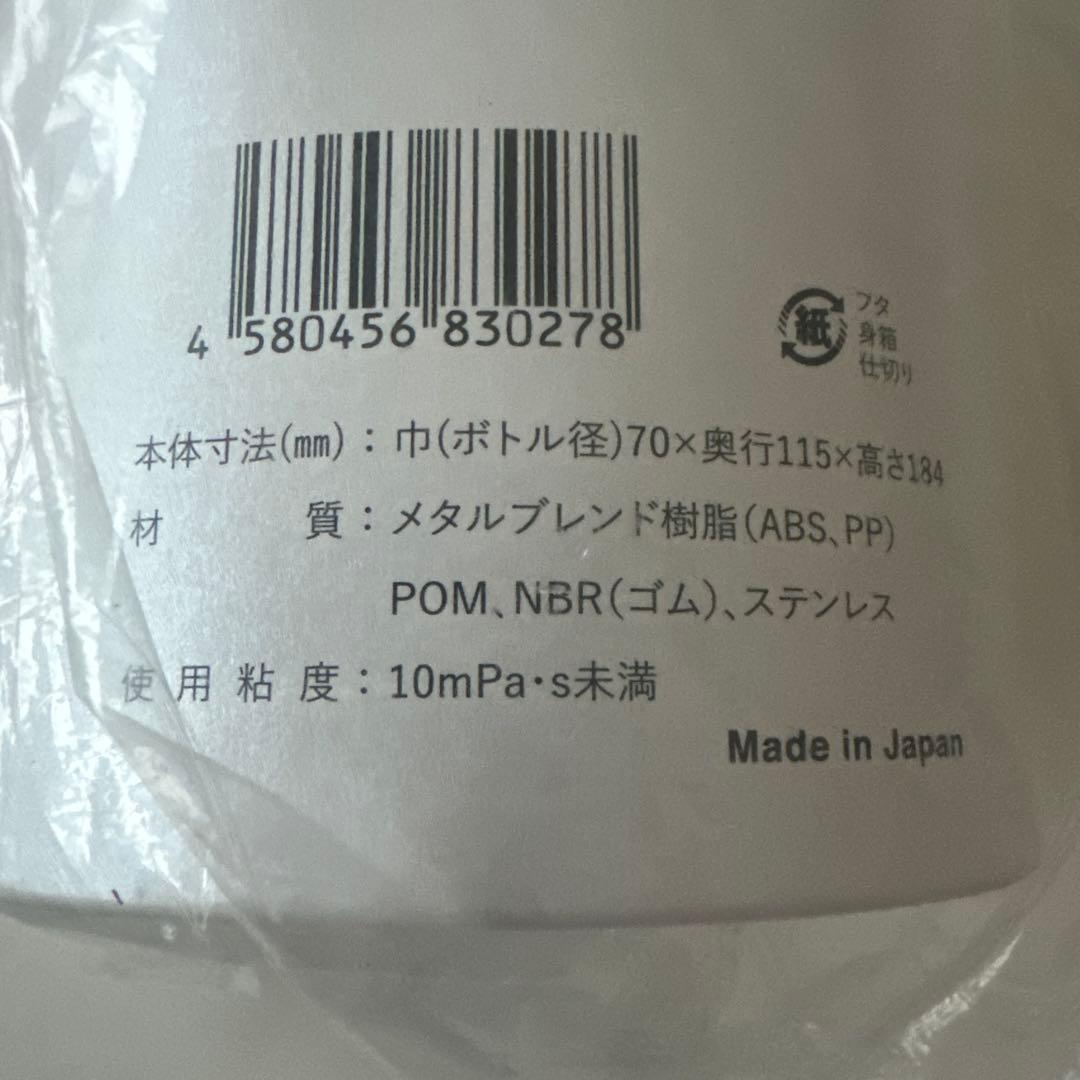 4 580456 830278
紙
フタ
身箱
仕切り
本体寸法(㎜)：巾(ボトル径)70×奥行115×高さ184
材 質：メタルブレンド樹脂(ABS、PP)
POM、NBR(ゴム)、ステンレス
使用粘度：10mPa･s未満
Made in Japan